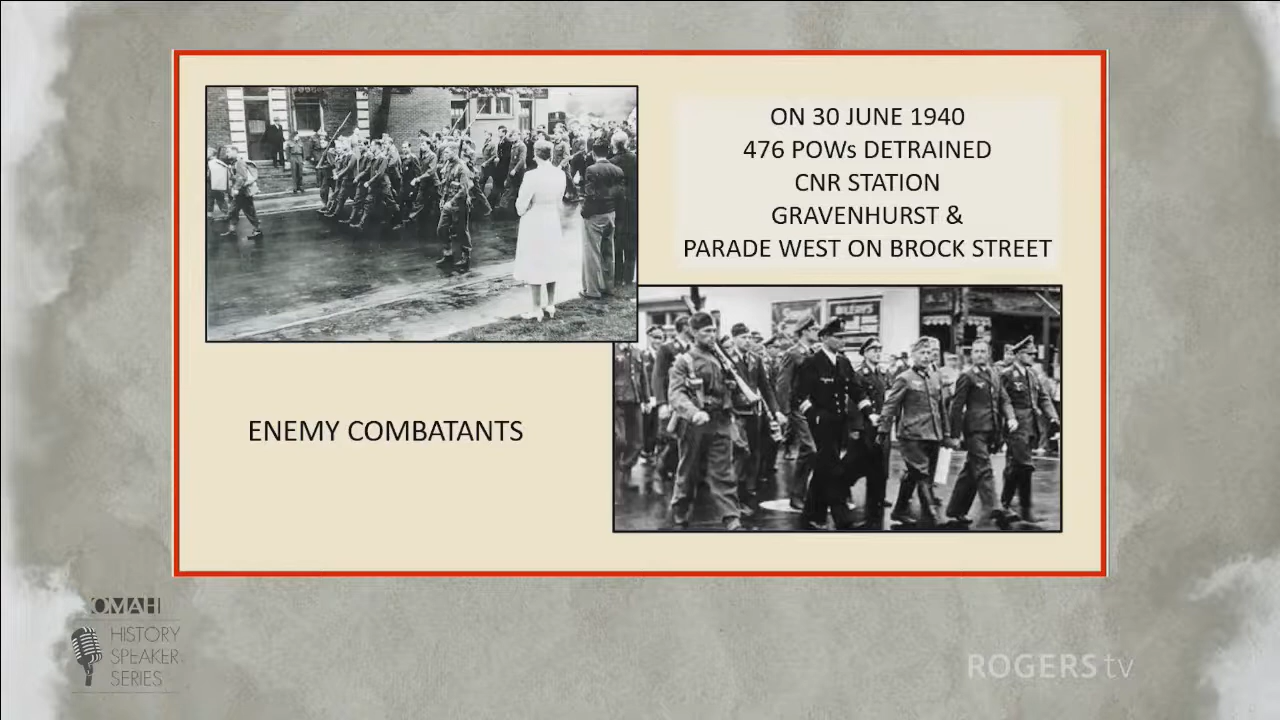 ON 30 JUNE 1940
476 POWs DETRAINED
CNR STATION
GRAVENHURST &
PARADE WEST ON BROCK STREET
ENEMY COMBATANTS
OMAH
HISTORY
SPEAKER
SERIES
ROGERS tv